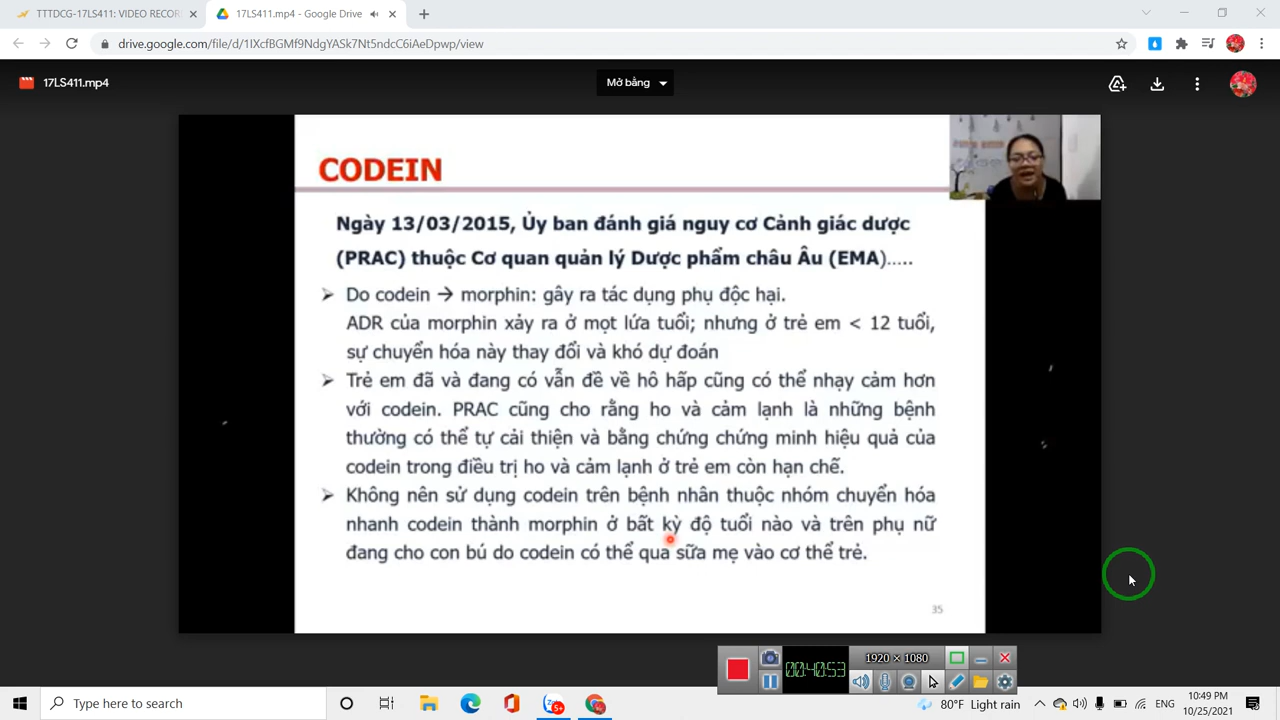 TTTDCG-17LS411: VIDEO RECOR
17LS411.mp4 - Google Drive
drive.google.com/file/d/1IXcfBGMf9NdgYASk7Nt5ndcC6iAeDpwp/view
17LS411.mp4
Mở bằng
CODEIN
Ngày 13/03/2015, Ủy ban đánh giá nguy cơ Cảnh giác dược
(PRAC) thuộc Cơ quan quản lý Dược phẩm châu Âu (EMA).....
Do codein → morphin: gây ra tác dụng phụ độc hại.
ADR của morphin xảy ra ở mọt lứa tuổi; nhưng ở trẻ em < 12 tuổi,
sự chuyển hóa này thay đổi và khó dự đoán
Trẻ em đã và đang có vẫn đề về hô hấp cũng có thể nhạy cảm hơn
với codein. PRAC cũng cho rằng ho và cảm lạnh là những bệnh
thường có thể tự cải thiện và bằng chứng chứng minh hiệu quả của
codein trong điều trị ho và cảm lạnh ở trẻ em còn hạn chế.
Không nên sử dụng codein trên bệnh nhân thuộc nhóm chuyển hóa
nhanh codein thành morphin ở bất kỳ độ tuổi nào và trên phụ nữ
đang cho con bú do codein có thể qua sữa mẹ vào cơ thể trẻ.
35
1920 × 1080
00:40:53
Type here to search
5+
80°F Light rain
ENG
10:49 PM
10/25/2021